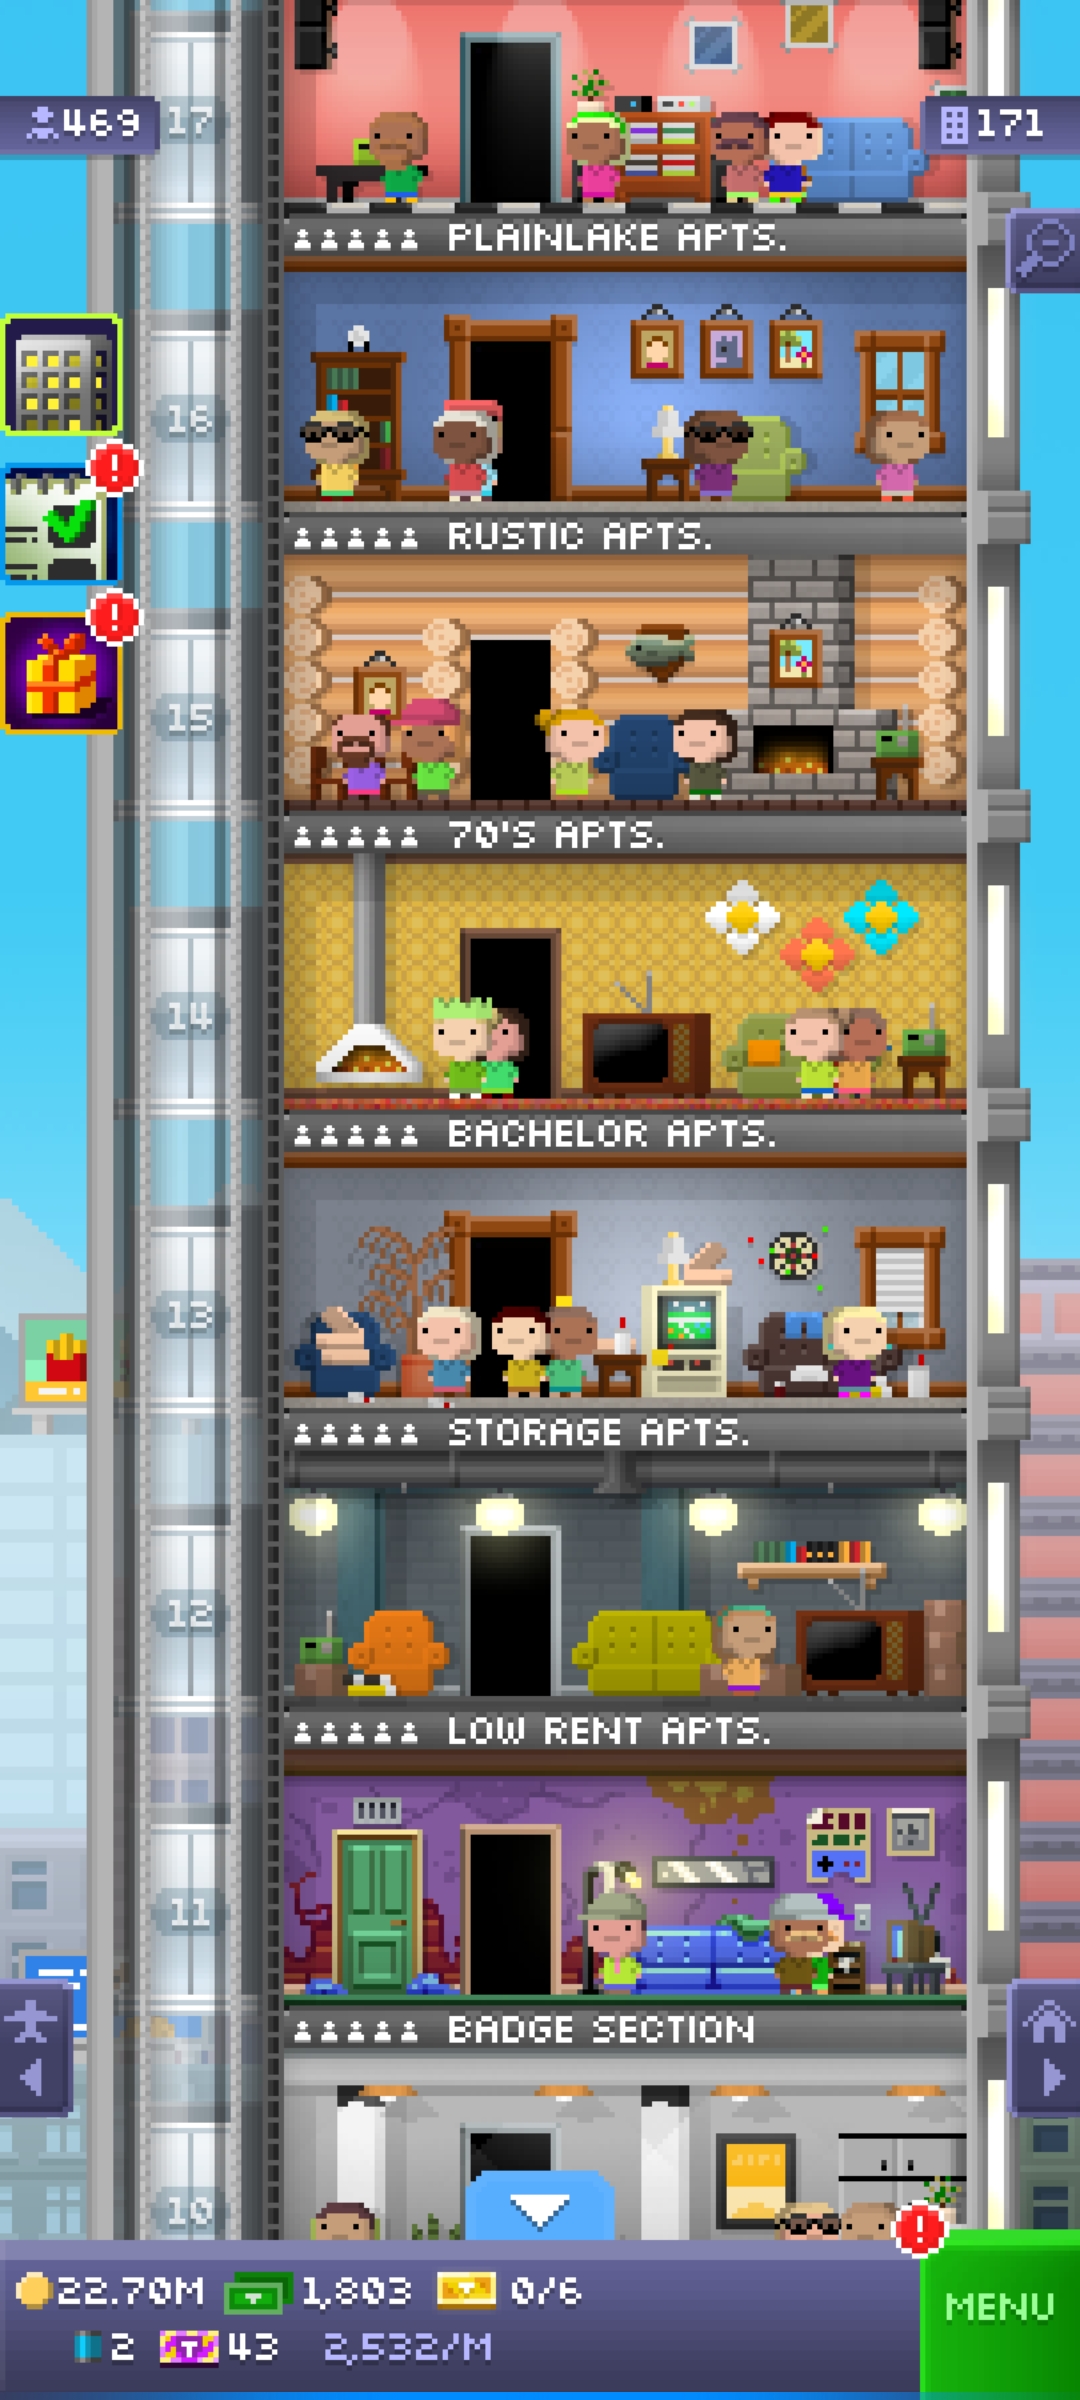 17
469
171
PLAINLAKE APTS.
16
RUSTIC APTS.
15
70'S APTS.
14
BACHELOR APTS.
13
STORAGE APTS.
12
LOW RENT APTS.
11
BADGE SECTION
10
22.70M 1,803 0/6
2 T 43 2,532/M
MENU